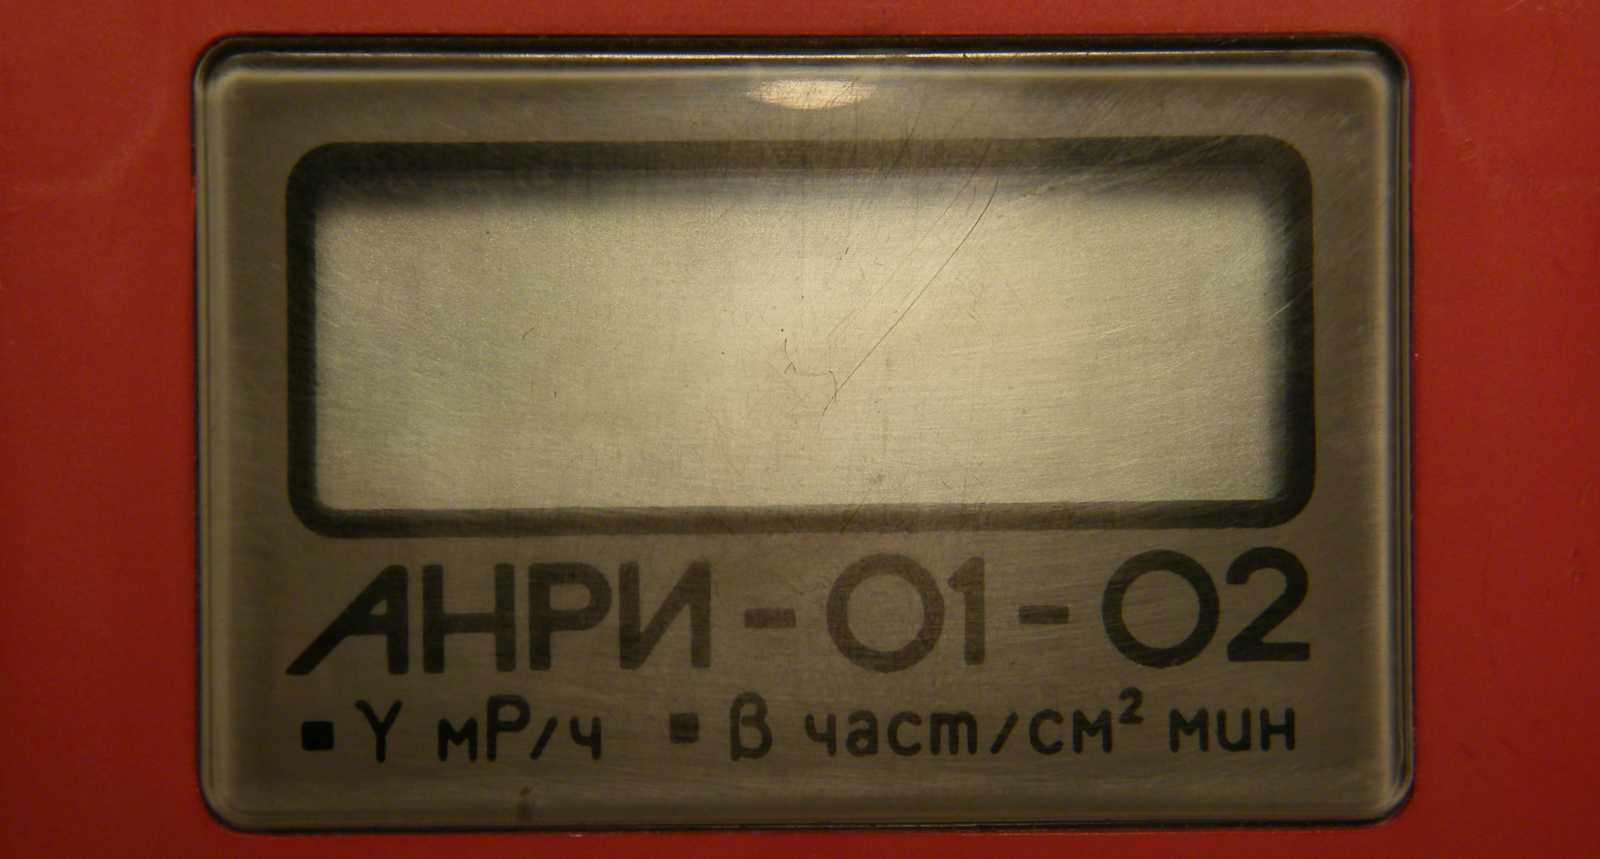 АНРИ-01-02
▪ γ мР/ч ▪ β част/см² мин